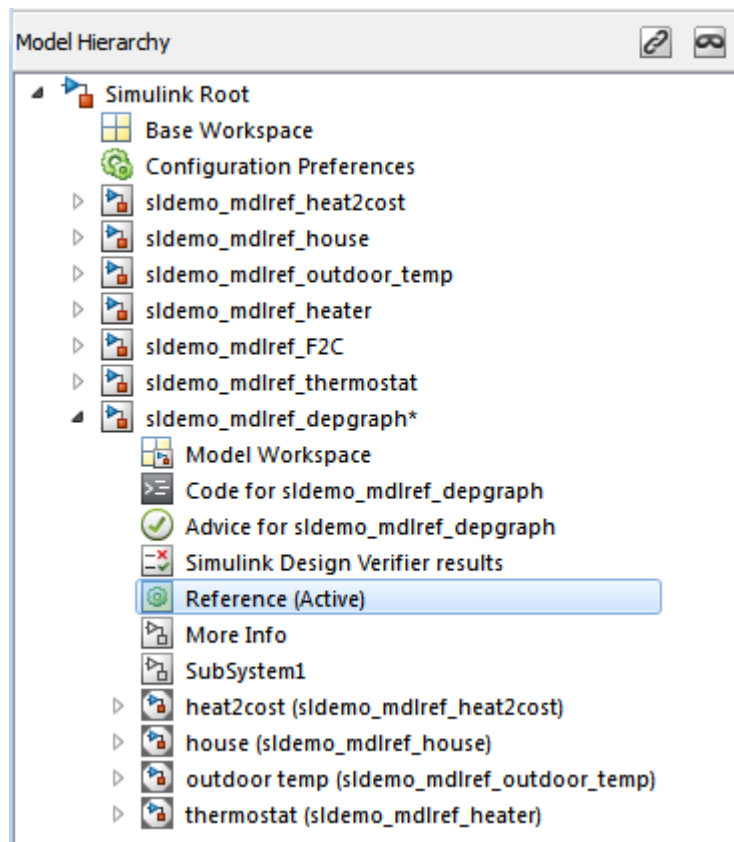 Model Hierarchy
Simulink Root
Base Workspace
Configuration Preferences
sldemo_mdlref_heat2cost
sldemo_mdlref_house
sldemo_mdlref_outdoor_temp
sldemo_mdlref_heater
sldemo_mdlref_F2C
sldemo_mdlref_thermostat
sldemo_mdlref_depgraph*
Model Workspace
Code for sldemo_mdlref_depgraph
Advice for sldemo_mdlref_depgraph
Simulink Design Verifier results
Reference (Active)
More Info
SubSystem1
heat2cost (sldemo_mdlref_heat2cost)
house (sldemo_mdlref_house)
outdoor temp (sldemo_mdlref_outdoor_temp)
thermostat (sldemo_mdlref_heater)